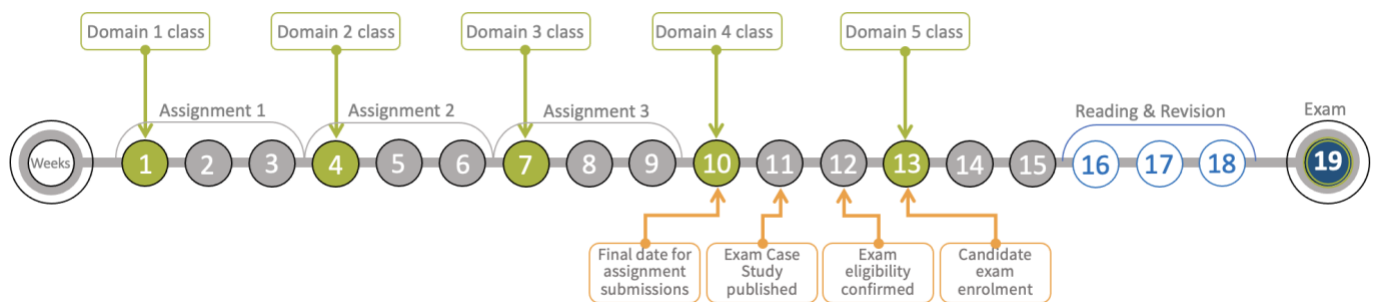 Domain 1 class
Domain 2 class
Domain 3 class
Domain 4 class
Domain 5 class
Assignment 1
Assignment 2
Assignment 3
Reading & Revision
Exam
Weeks
1
2
3
4
5
6
7
8
9
10
11
12
13
14
15
16
17
18
19
Final date for
assignment
submissions
Exam Case
Study
published
Exam
eligibility
confirmed
Candidate
exam
enrolment